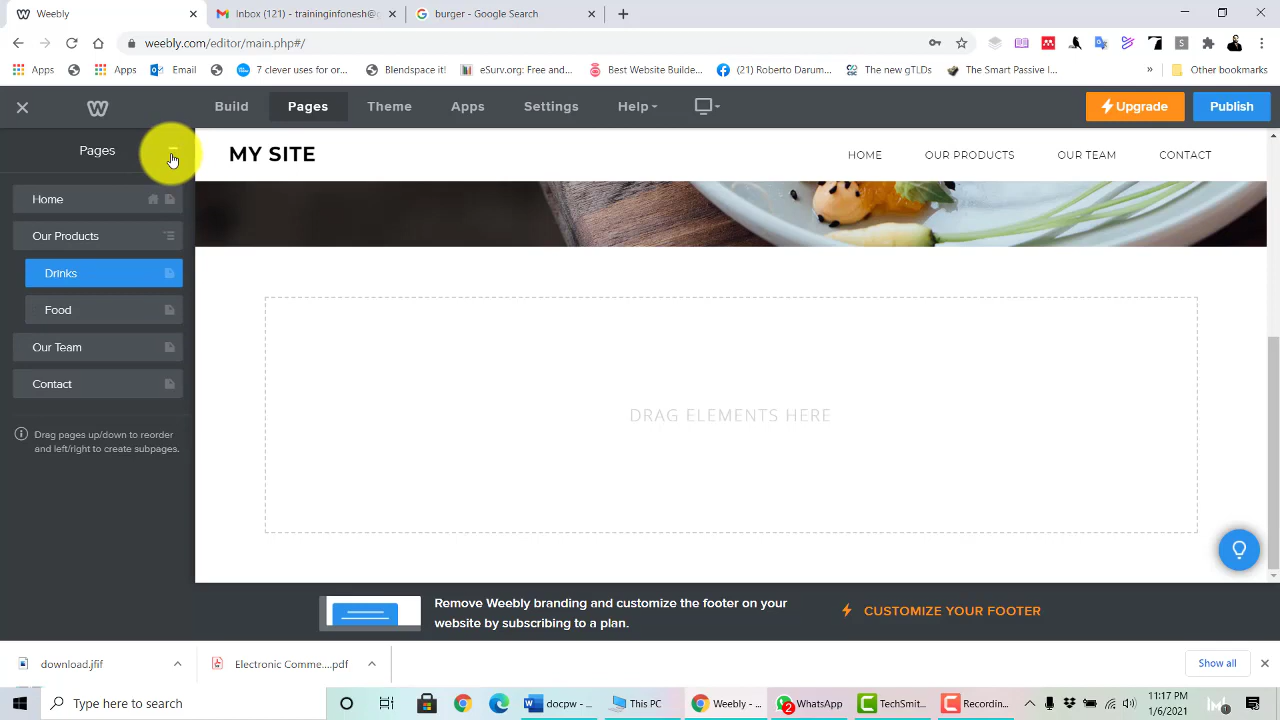 Weebly
Inbox (121) - traininginfonesh@g
burger - Google Search
weebly.com/editor/main.php#/
Apps
Apps
Email
7 clever uses for or...
Blendspace it!
eSurv.org: Free and...
Best Website Builde...
(21) Roberto Darum...
The new gTLDs
The Smart Passive I...
»
Other bookmarks
Build
Pages
Theme
Apps
Settings
Help
Upgrade
Publish
Pages
MY SITE
HOME
OUR PRODUCTS
OUR TEAM
CONTACT
Home
Our Products
Drinks
Food
Our Team
Contact
Drag pages up/down to reorder
and left/right to create subpages.
DRAG ELEMENTS HERE
Remove Weebly branding and customize the footer on your
website by subscribing to a plan.
CUSTOMIZE YOUR FOOTER
download.jfif
Electronic Comme....pdf
Show all
Type here to search
docpw - ...
This PC
Weebly - ...
2
WhatsApp
TechSmit...
Recordin...
11:17 PM
1/6/2021